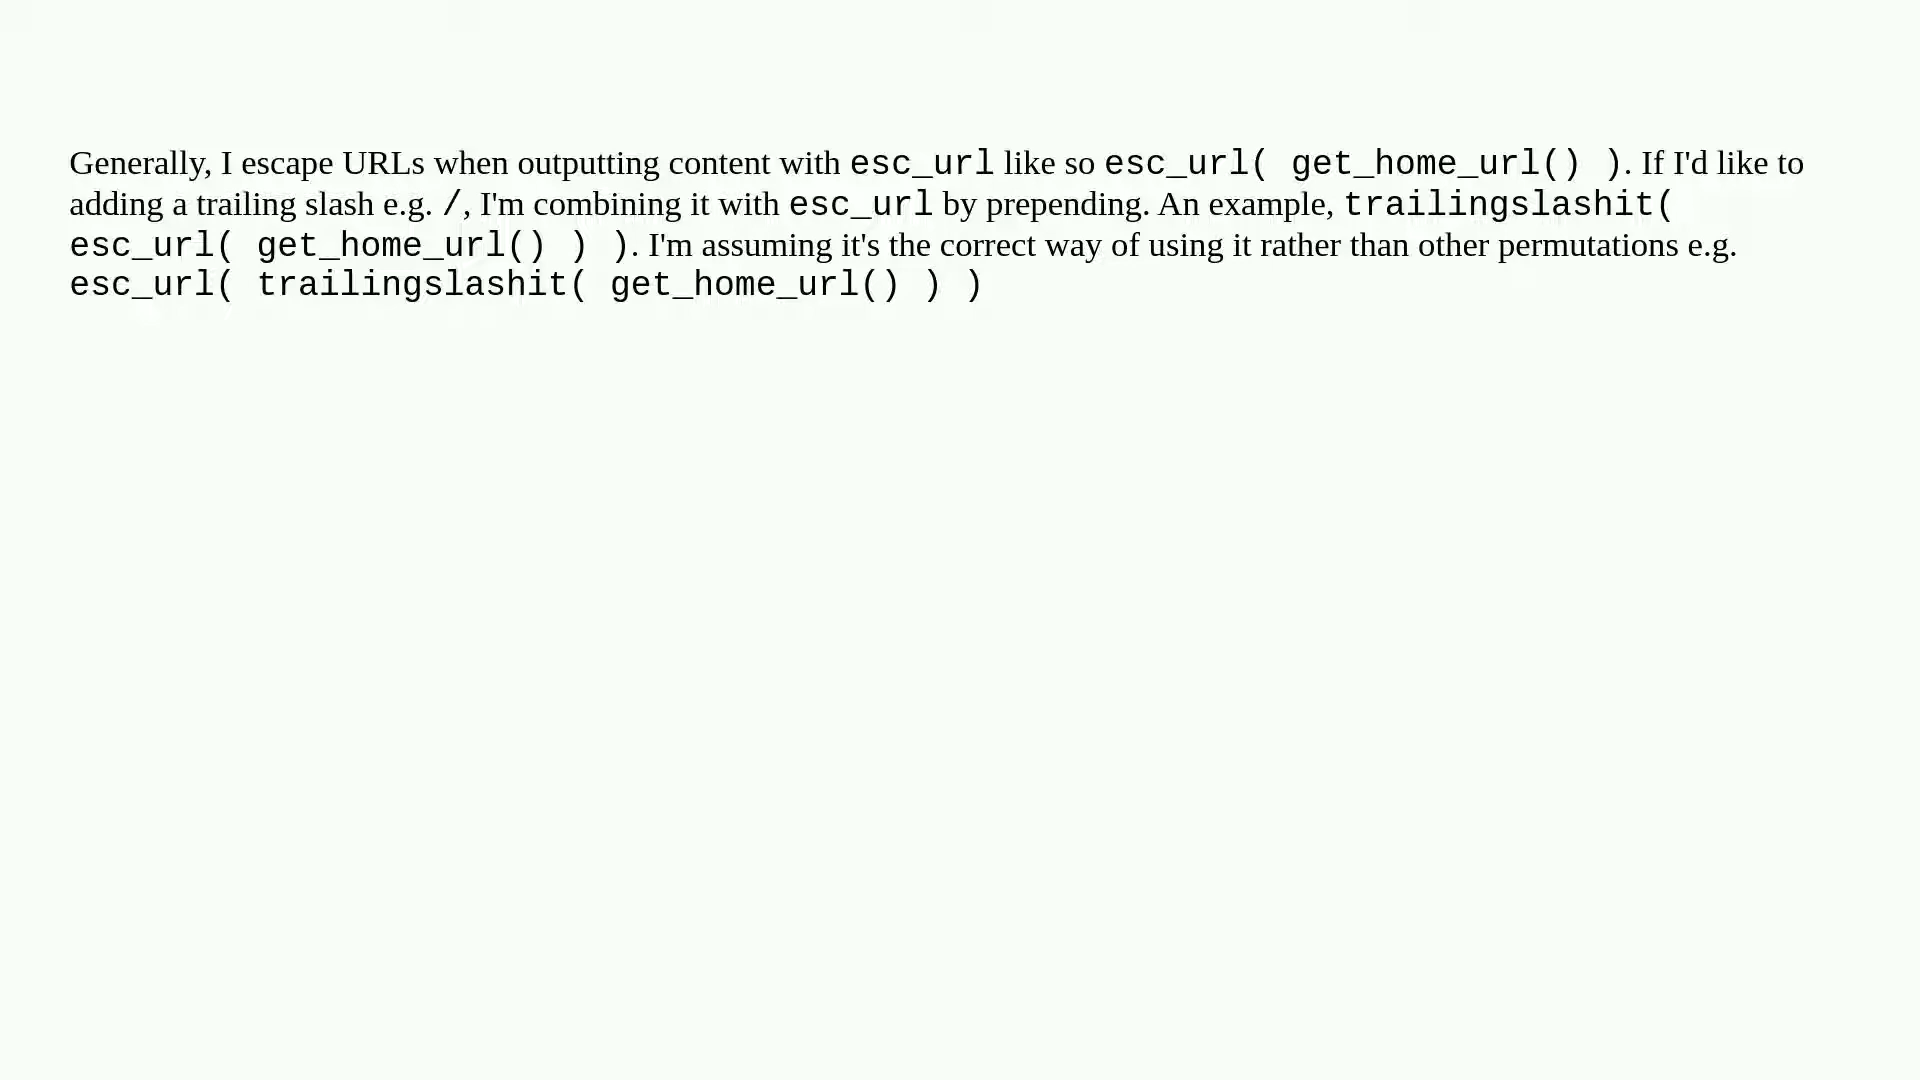 Generally, I escape URLs when outputting content with esc_url like so esc_url( get_home_url() ). If I'd like to
adding a trailing slash e.g. /, I'm combining it with esc_url by prepending. An example, trailingslashit(
esc_url( get_home_url() ) ). I'm assuming it's the correct way of using it rather than other permutations e.g.
esc_url( trailingslashit( get_home_url() ) )